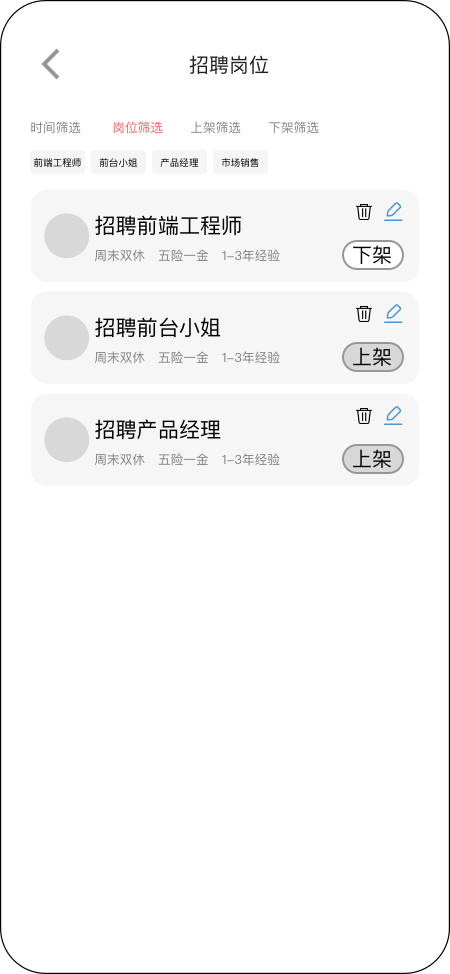 招聘岗位
时间筛选 岗位筛选 上架筛选 下架筛选
前端工程师 前台小姐 产品经理 市场销售
招聘前端工程师
周末双休 五险一金 1-3年经验
下架
招聘前台小姐
周末双休 五险一金 1-3年经验
上架
招聘产品经理
周末双休 五险一金 1-3年经验
上架